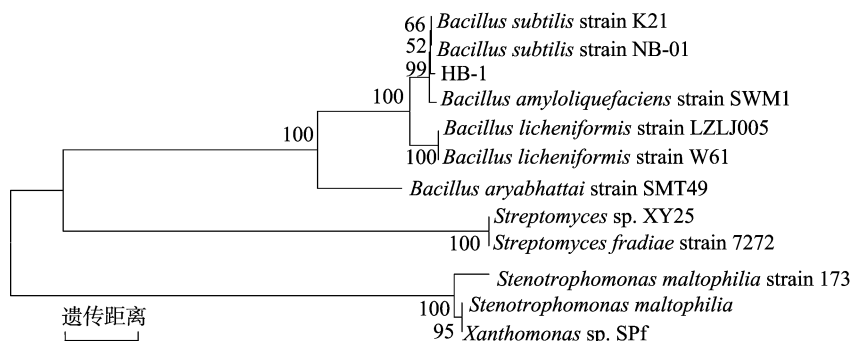 66 Bacillus subtilis strain K21
52 Bacillus subtilis strain NB-01
99 HB-1
100 Bacillus amyloliquefaciens strain SWM1
100 Bacillus licheniformis strain LZLJ005
100 Bacillus licheniformis strain W61
Bacillus aryabhattai strain SMT49
Streptomyces sp. XY25
100 Streptomyces fradiae strain 7272
Stenotrophomonas maltophilia strain 173
100 Stenotrophomonas maltophilia
95 Xanthomonas sp. SPf
遗传距离